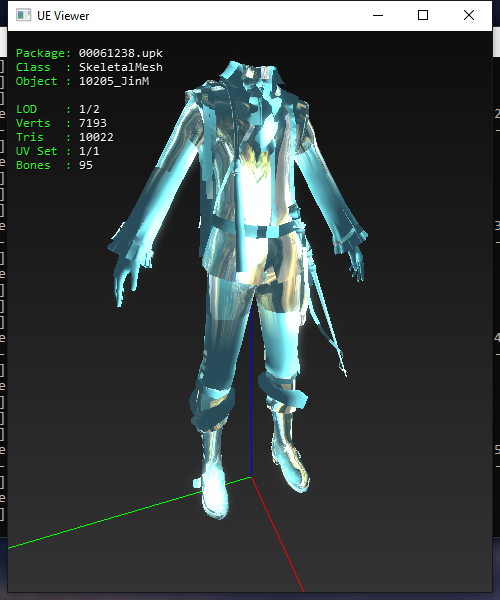 UE Viewer
Package: 00061238.upk
Class : SkeletalMesh
Object : 10205_JinM
LOD : 1/2
Verts : 7193
Tris : 10022
UV Set : 1/1
Bones : 95